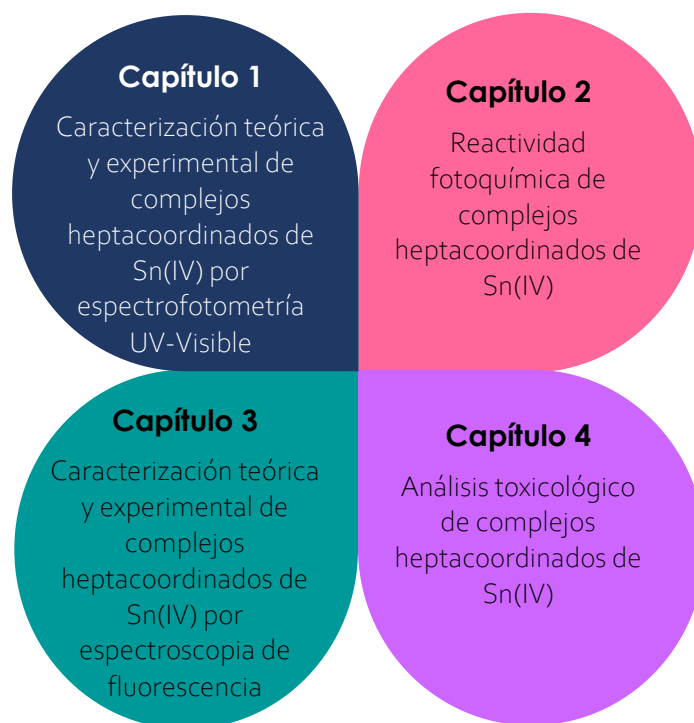 Capítulo 1
Caracterización teórica
y experimental de
complejos
heptacoordinados de
Sn(IV) por
espectrofotometría
UV-Visible
Capítulo 2
Reactividad
fotoquímica de
complejos
heptacoordinados de
Sn(IV)
Capítulo 3
Caracterización teórica
y experimental de
complejos
heptacoordinados de
Sn(IV) por
espectroscopia de
fluorescencia
Capítulo 4
Análisis toxicológico
de complejos
heptacoordinados de
Sn(IV)